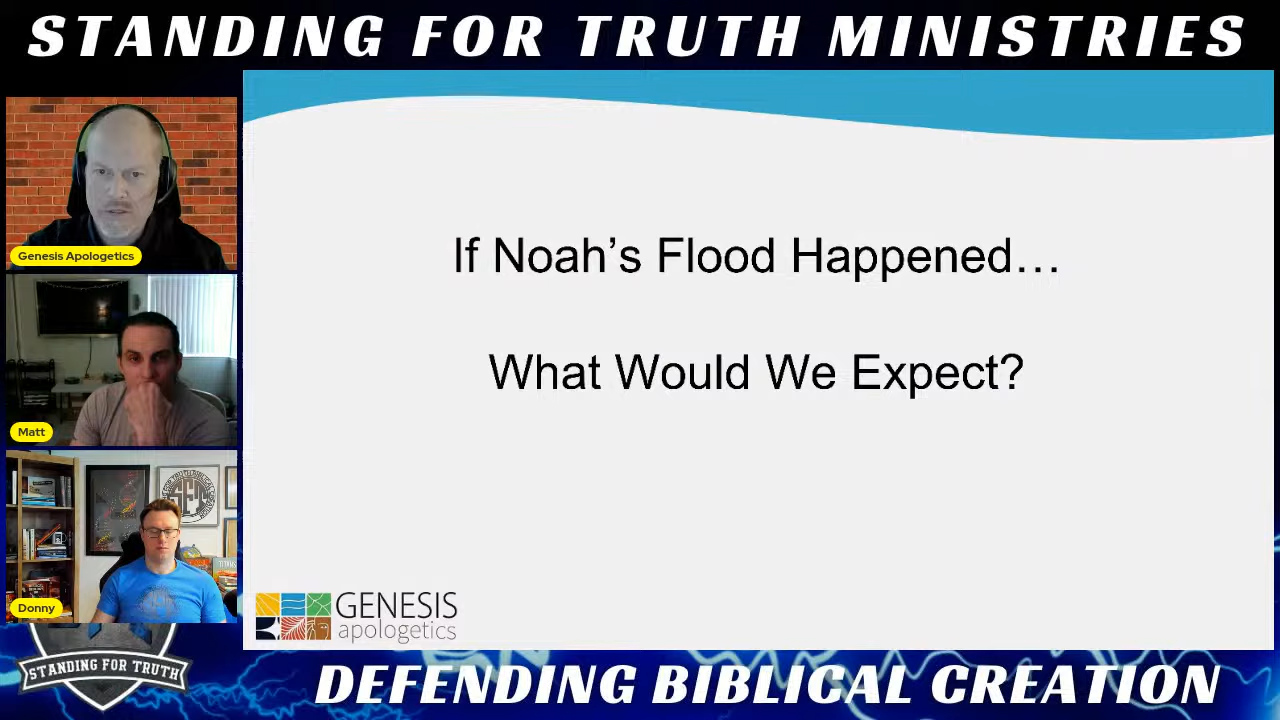 STANDING FOR TRUTH MINISTRIES
Genesis Apologetics
Matt
Donny
If Noah’s Flood Happened…
What Would We Expect?
GENESIS
apologetics
SFT
STANDING FOR TRUTH
DEFENDING BIBLICAL CREATION